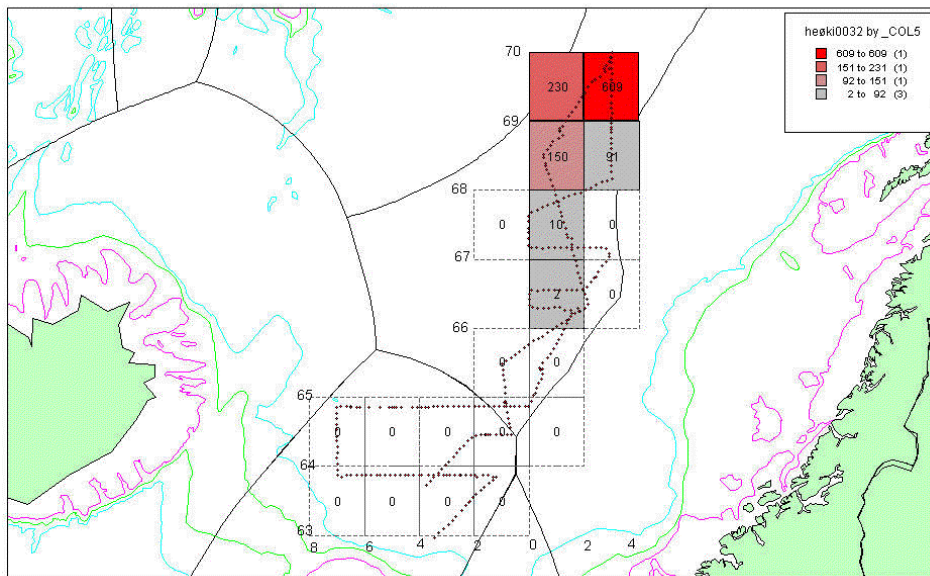 heøki0032 by _COL5
609 to 609 (1)
151 to 231 (1)
92 to 151 (1)
2 to 92 (3)
70
230 609
69
150 91
68
0 10 0
67
2 0
66
0 0
65
0 0 0 0 0
64
0 0 0 0
63
8 6 4 2 0 2 4